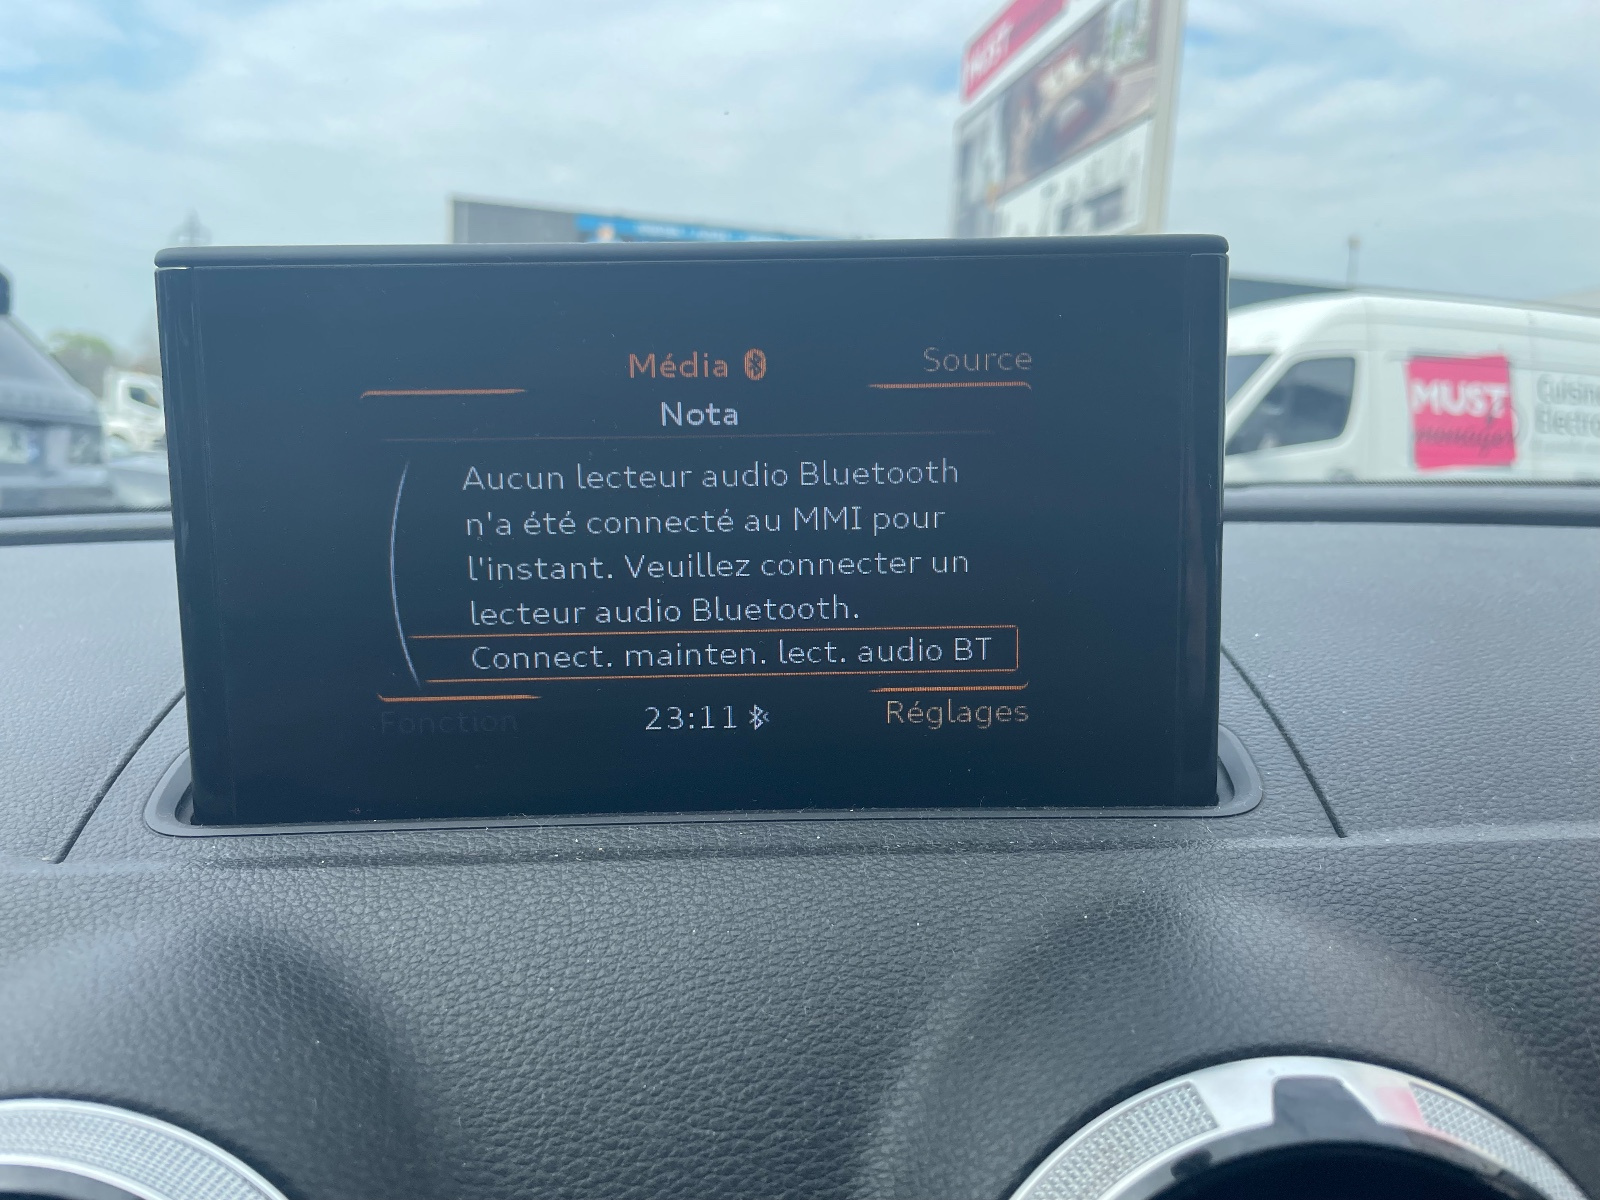 Média
Source
Nota
Aucun lecteur audio Bluetooth
n'a été connecté au MMI pour
l'instant. Veuillez connecter un
lecteur audio Bluetooth.
Connect. mainten. lect. audio BT
Fonction
23:11
Réglages
MUST